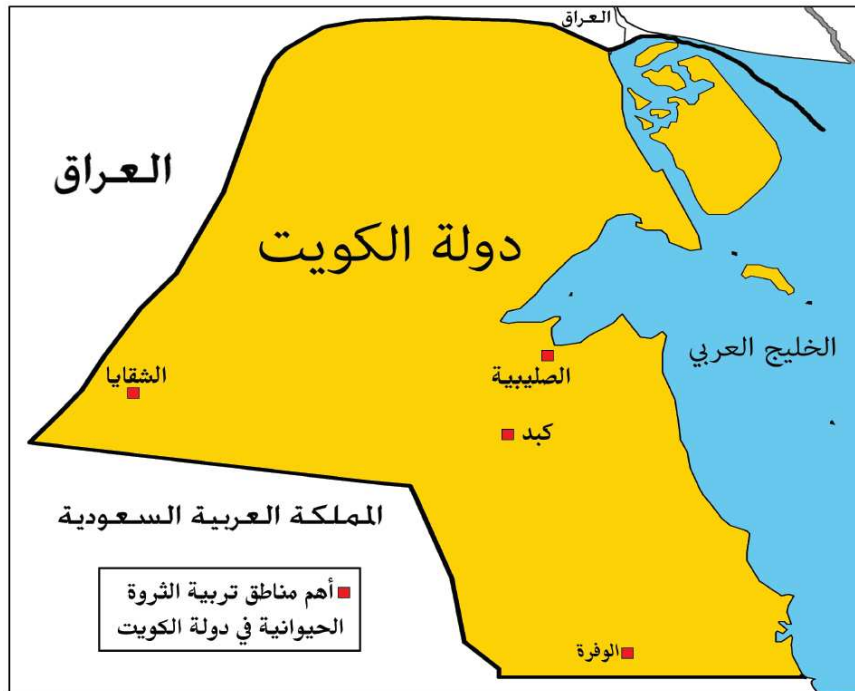 العراق
العراق
دولة الكويت
الخليج العربي
الصليبية
الشقايا
كبد
المملكة العربية السعودية
أهم مناطق تربية الثروة
الحيوانية في دولة الكويت
الوفرة